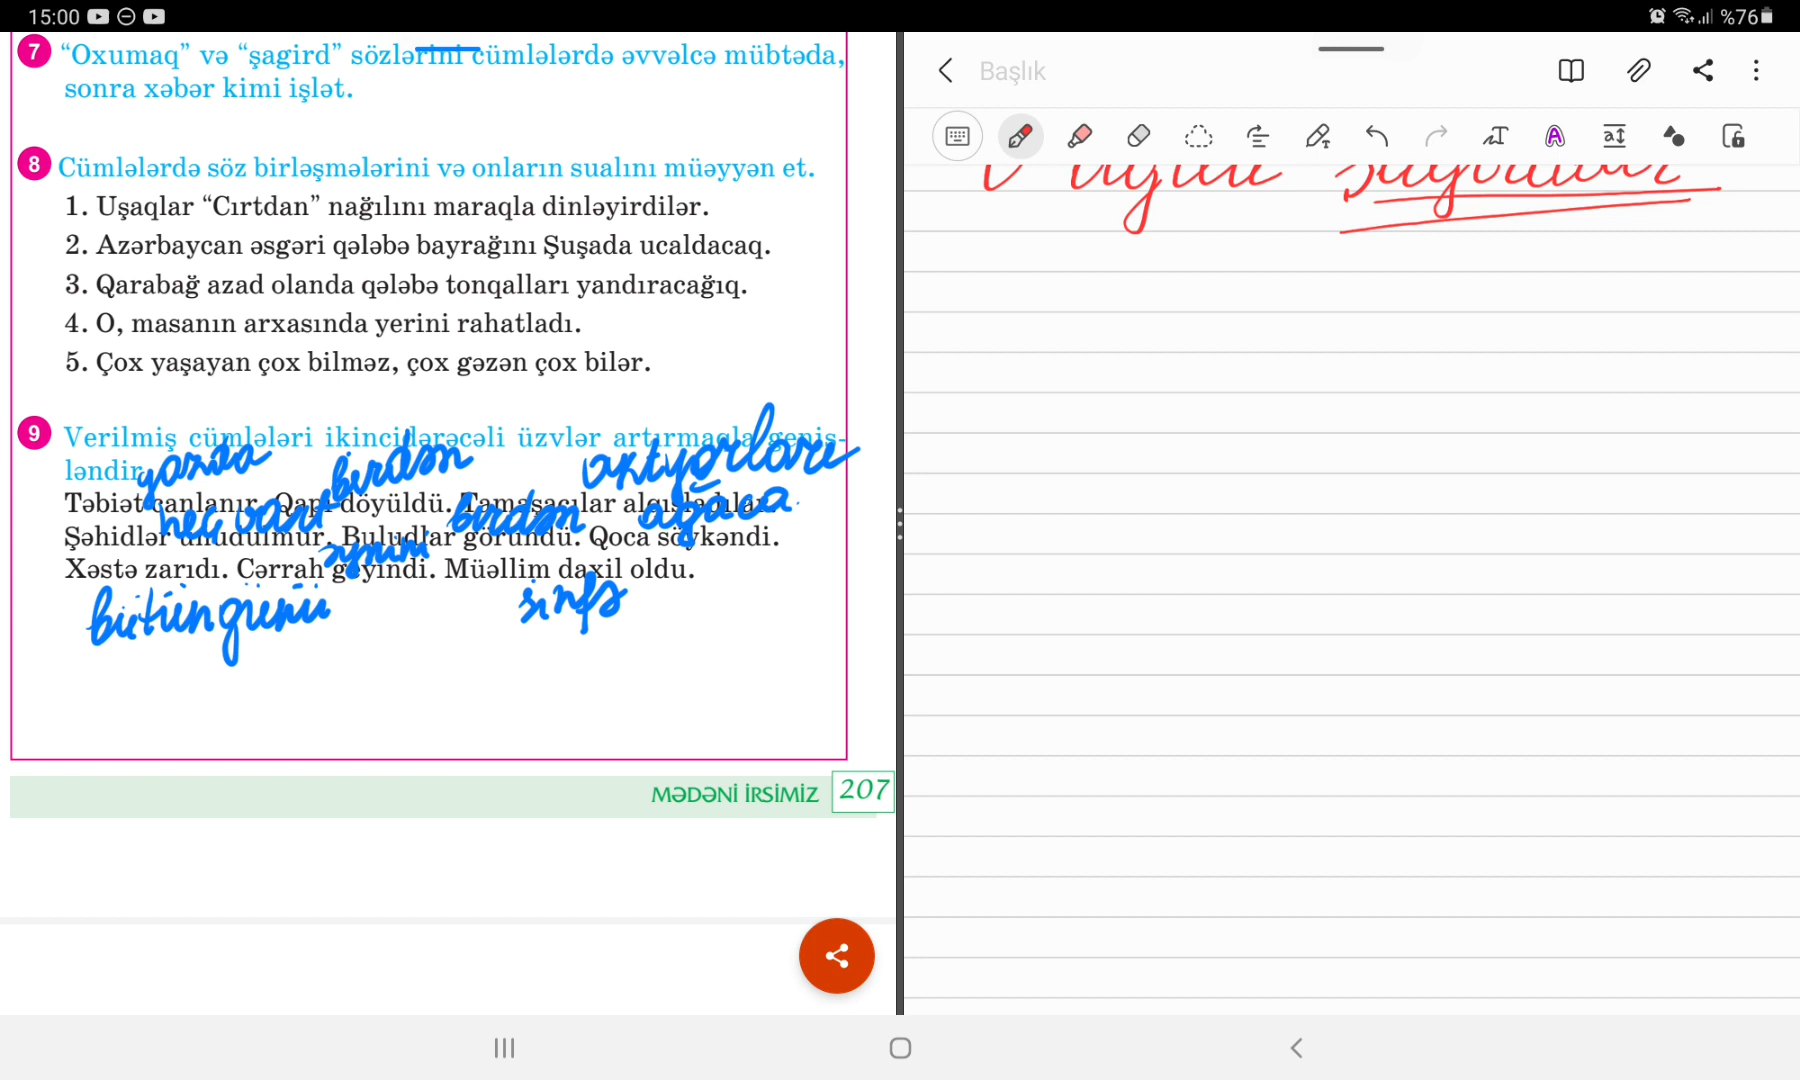 15:00
%76
7 “Oxumaq” və “şagird” sözlərini cümlələrdə əvvəlcə mübtəda,
sonra xəbər kimi işlət.
8 Cümlələrdə söz birləşmələrini və onların sualını müəyyən et.
1. Uşaqlar “Cırtdan” nağılını maraqla dinləyirdilər.
2. Azərbaycan əsgəri qələbə bayrağını Şuşada ucaldacaq.
3. Qarabağ azad olanda qələbə tonqalları yandıracağıq.
4. O, masanın arxasında yerini rahatladı.
5. Çox yaşayan çox bilməz, çox gəzən çox bilər.
9 Verilmiş cümlələri ikincidərəcəli üzvlər artırmaqla geniş-
ləndir.
yazda birdən aktyorları
Təbiət canlanır. Qapı döyüldü. Tamaşaçılar alqışladılar.
heç vaxt birdən ağaca
Şəhidlər unudulmur. Buludlar göründü. Qoca söykəndi.
Xəstə zarıdı. Cərrah geyindi. Müəllim daxil oldu.
bütün günü sinfə
MƏDƏNİ İRSİMİZ 207
Başlık